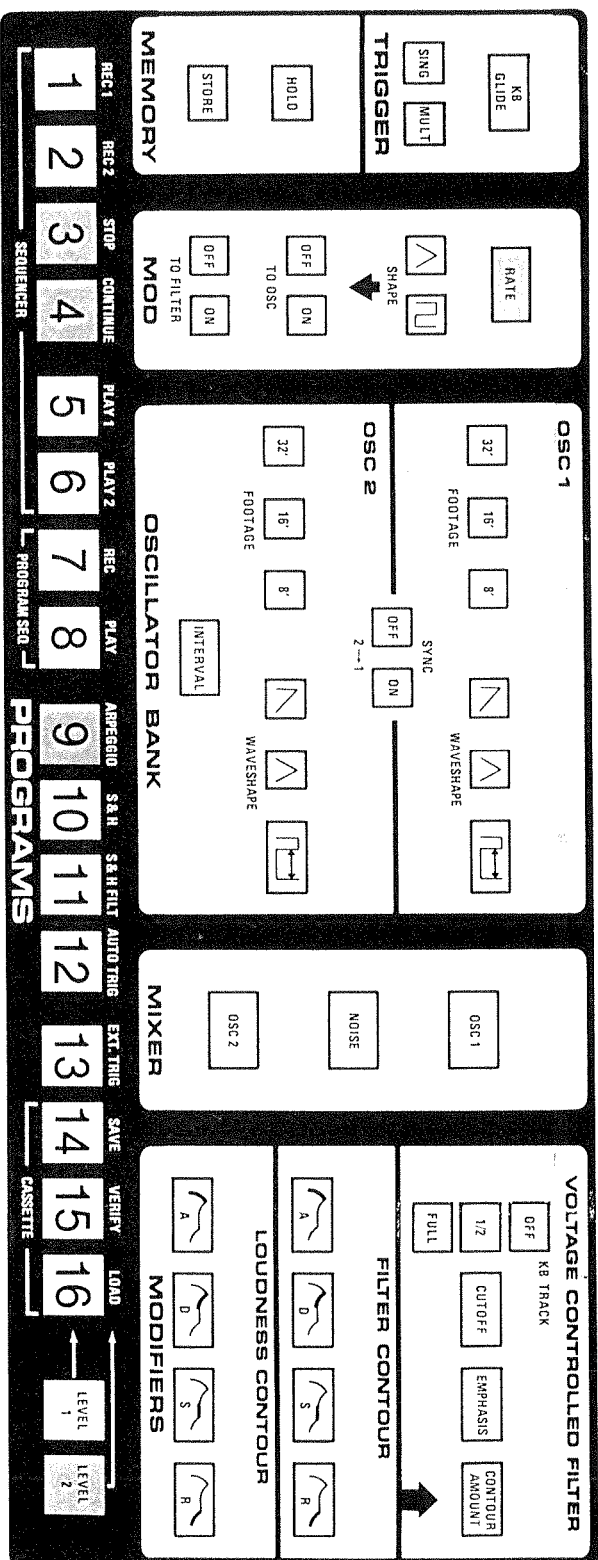 KB
GLIDE
SING
MULT
TRIGGER
HOLD
STORE
MEMORY
RATE
SHAPE
OFF
ON
TO OSC
OFF
ON
TO FILTER
MOD
OSC 1
32'
16'
8'
FOOTAGE
WAVESHAPE
SYNC
OFF
ON
2→1
OSC 2
32'
16'
8'
FOOTAGE
WAVESHAPE
INTERVAL
OSCILLATOR BANK
OSC 1
NOISE
OSC 2
MIXER
VOLTAGE CONTROLLED FILTER
OFF
KB TRACK
1/2
FULL
CUTOFF
EMPHASIS
CONTOUR
AMOUNT
FILTER CONTOUR
A
D
S
R
LOUDNESS CONTOUR
A
D
S
R
MODIFIERS
REC 1
REC 2
STOP
CONTINUE
PLAY 1
PLAY 2
REC
PLAY
ARPEGGIO
S & H
S & H FILT
AUTO TRIG
EXT. TRIG
SAVE
VERIFY
LOAD
1
2
3
4
5
6
7
8
9
10
11
12
13
14
15
16
LEVEL
1
LEVEL
2
SEQUENCER
PROGRAM SEQ
CASSETTE
PROGRAMS